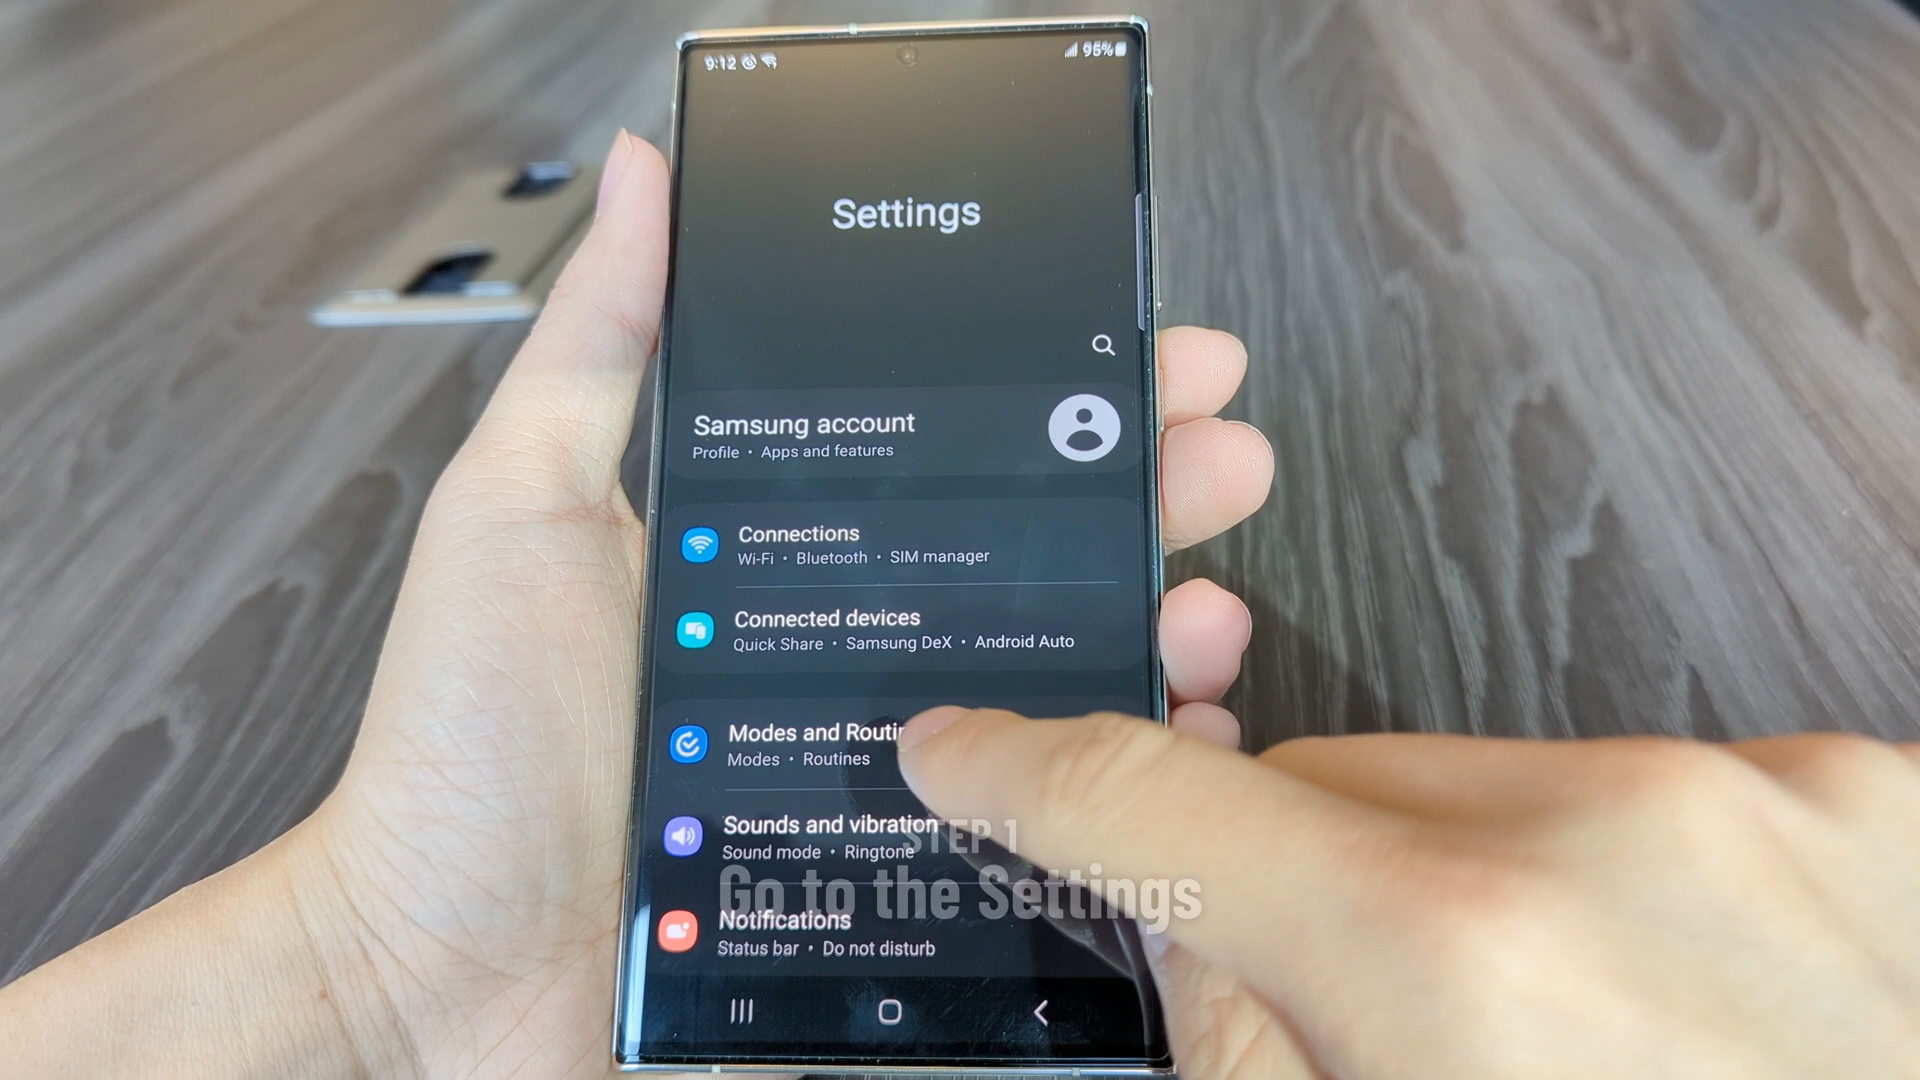 9:12
95%
Settings
Samsung account
Profile • Apps and features
Connections
Wi-Fi • Bluetooth • SIM manager
Connected devices
Quick Share • Samsung DeX • Android Auto
Modes and Routin
Modes • Routines
Sounds and vibration
Sound mode • Ringtone
STEP 1
Go to the Settings
Notifications
Status bar • Do not disturb